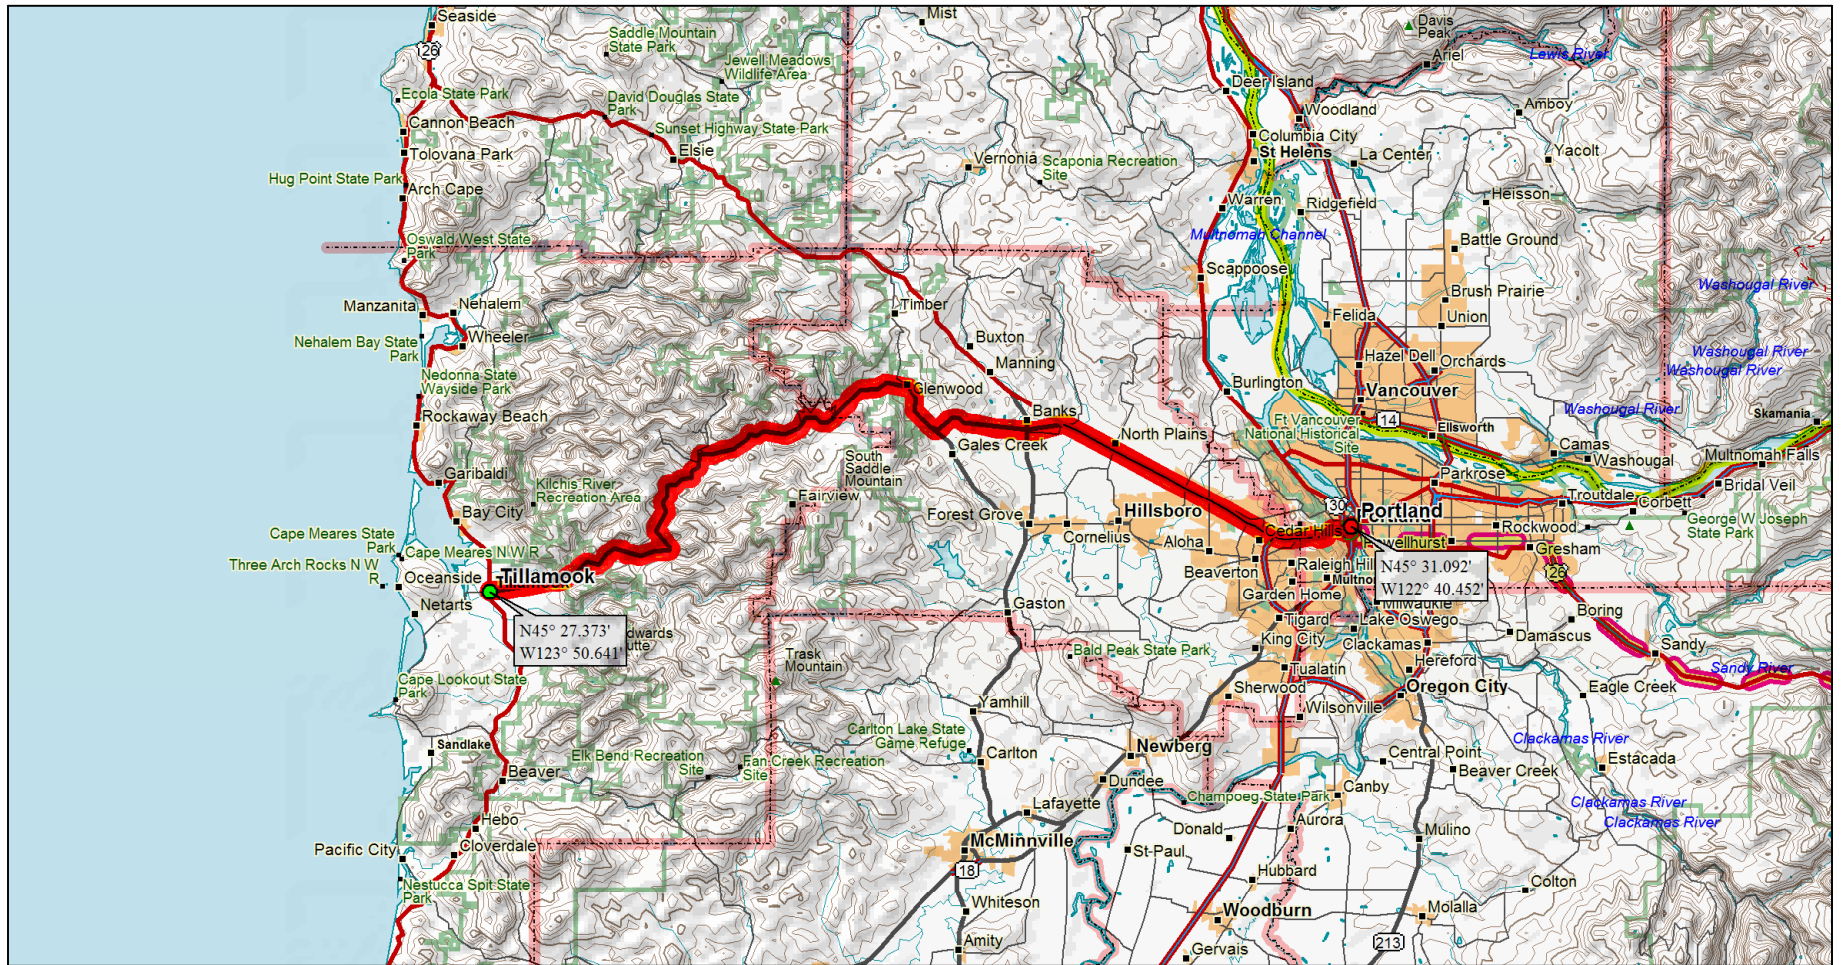 Seaside
Mist
Davis
Peak
126
Saddle Mountain
State Park
Lewis River
Ariel
Jewell Meadows
Wildlife Area
Deer Island
Ecola State Park
David Douglas State
Park
Woodland
Amboy
Cannon Beach
Sunset Highway State Park
Columbia City
Tolovana Park
Elsie
St Helens
La Center
Yacolt
Vernonia
Scaponia Recreation
Site
Hug Point State Park
Arch Cape
Heisson
Warren
Ridgefield
Oswald West State
Park
Multnomah Channel
Battle Ground
Scappoose
Washougal River
Brush Prairie
Manzanita
Nehalem
Timber
Felida
Union
Nehalem Bay State
Park
Wheeler
Buxton
Manning
Hazel Dell
Orchards
Washougal River
Washougal River
Nedonna State
Wayside Park
Glenwood
Burlington
Vancouver
Rockaway Beach
Banks
Ft Vancouver
National Historical
Site
14
Washougal River
Skamania
Ellsworth
North Plains
Gales Creek
Camas
Washougal
Multnomah Falls
South
Saddle
Mountain
Garibaldi
Kilchis River
Recreation Area
Parkrose
Bridal Veil
Fairview
Troutdale
Corbett
Bay City
Forest Grove
Hillsboro
30
Portland
George W Joseph
State Park
Cape Meares State
Park
Cornelius
Cedar Hills
Rockwood
Aloha
wellhurst
Gresham
Cape Meares N W R
Three Arch Rocks N W
R
Oceanside
Tillamook
Beaverton
Raleigh Hill
N45° 31.092'
W122° 40.452'
126
Multno
Garden Home
Milwaukie
Netarts
Gaston
Boring
N45° 27.373'
W123° 50.641'
dwards
utte
Tigard
Lake Oswego
King City
Clackamas
Damascus
Trask
Mountain
Bald Peak State Park
Sandy
Tualatin
Hereford
Sandy River
Cape Lookout State
Park
Sherwood
Oregon City
Eagle Creek
Yamhill
Wilsonville
Carlton Lake State
Game Refuge
Sandlake
Newberg
Clackamas River
Elk Bend Recreation
Site
Carlton
Central Point
Fan Creek Recreation
Site
Beaver
Estacada
Beaver Creek
Dundee
Champoeg State Park
Canby
Lafayette
Clackamas River
Clackamas River
Hebo
Donald
Aurora
Mulino
Pacific City
Cloverdale
McMinnville
St Paul
18
Hubbard
Colton
Nestucca Spit State
Park
Whiteson
Woodburn
Molalla
Amity
Gervais
213